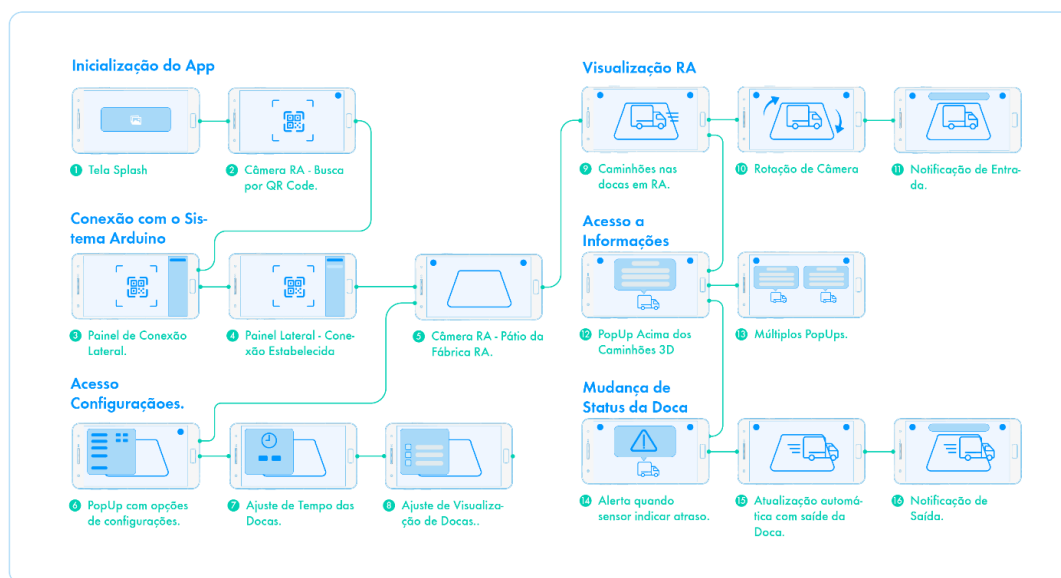 Inicialização do App
1 Tela Splash
2 Câmera RA - Busca
por QR Code.
Conexão com o Sis-
tema Arduino
3 Painel de Conexão
Lateral.
4 Painel Lateral - Cone-
xão Estabelecida
5 Câmera RA - Pátio da
Fábrica RA.
Acesso
Configuraçãoes.
6 PopUp com opções
de configurações.
7 Ajuste de Tempo das
Docas.
8 Ajuste de Visualiza-
ção de Docas..
Visualização RA
9 Caminhões nas
docas em RA.
10 Rotação de Câmera
11 Notificação de Entra-
da.
Acesso a
Informações
12 PopUp Acima dos
Caminhões 3D
13 Múltiplos PopUps.
Mudança de
Status da Doca
14 Alerta quando
sensor indicar atraso.
15 Atualização automá-
tica com saída da
Doca.
16 Notificação de
Saída.